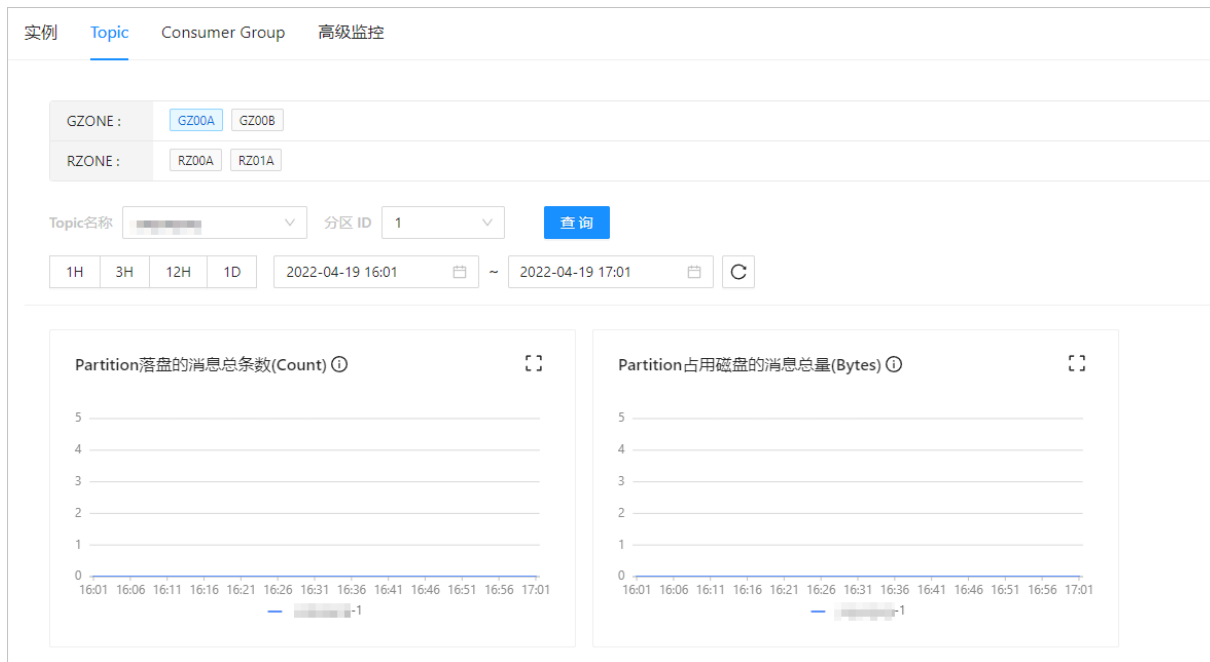 实例 Topic Consumer Group 高级监控
GZONE : GZ00A GZ00B
RZONE : RZ00A RZ01A
Topic名称 分区 ID 1 查 询
1H 3H 12H 1D 2022-04-19 16:01 ~ 2022-04-19 17:01
Partition落盘的消息总条数(Count)
5
4
3
2
1
0
16:01 16:06 16:11 16:16 16:21 16:26 16:31 16:36 16:41 16:46 16:51 16:56 17:01
-1
Partition占用磁盘的消息总量(Bytes)
5
4
3
2
1
0
16:01 16:06 16:11 16:16 16:21 16:26 16:31 16:36 16:41 16:46 16:51 16:56 17:01
-1